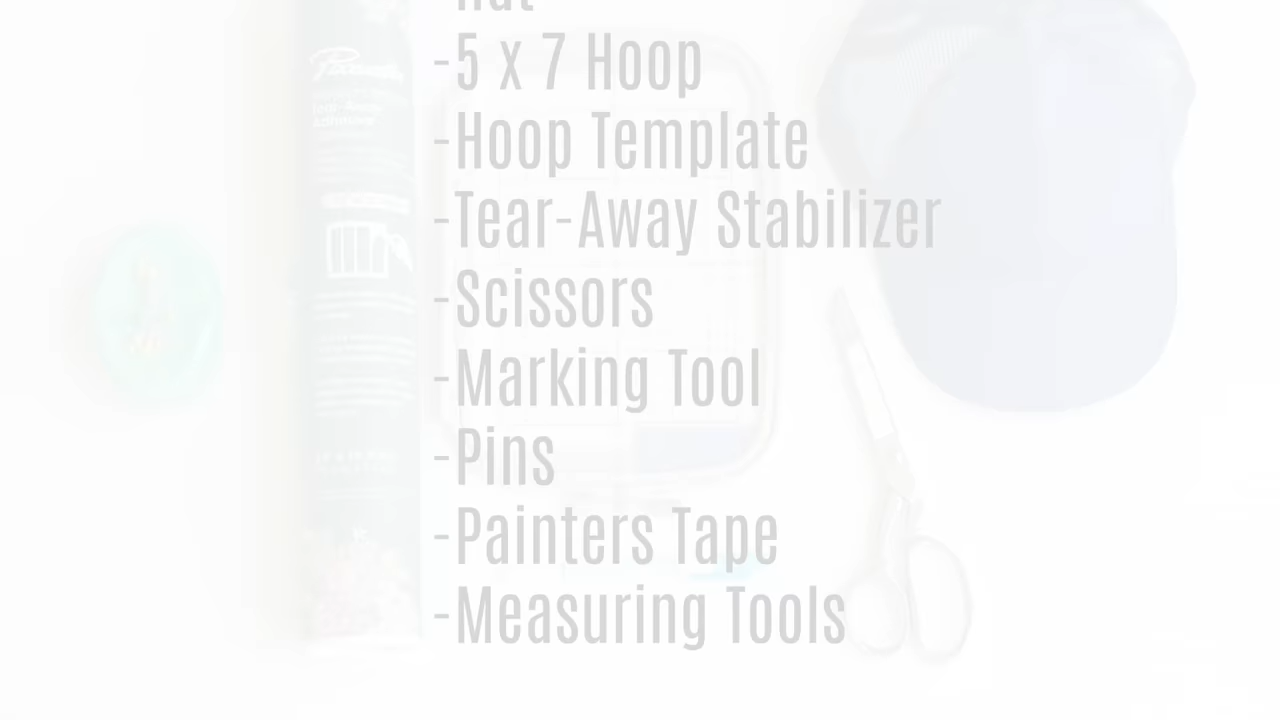 -5 x 7 Hoop
-Hoop Template
-Tear-Away Stabilizer
-Scissors
-Marking Tool
-Pins
-Painters Tape
-Measuring Tools